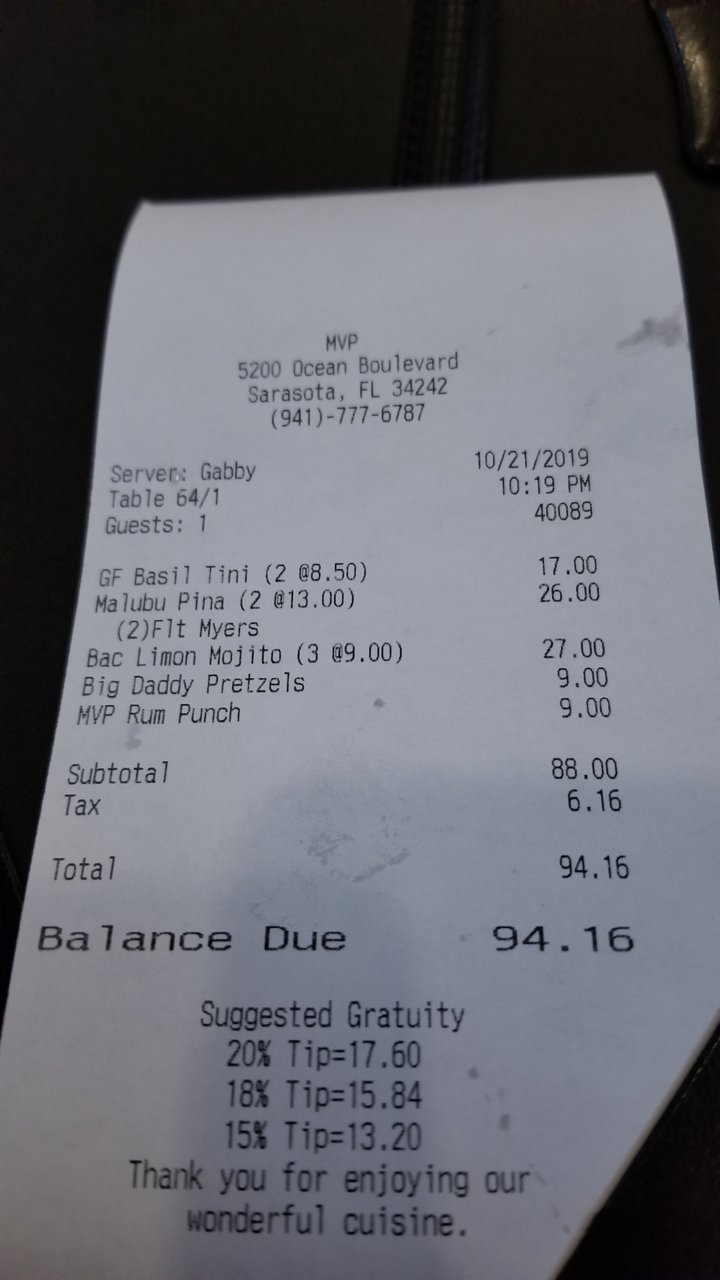 MVP
5200 Ocean Boulevard
Sarasota, FL 34242
(941)-777-6787
Server: Gabby 10/21/2019
Table 64/1 10:19 PM
Guests: 1 40089
GF Basil Tini (2 @8.50) 17.00
Malubu Pina (2 @13.00) 26.00
(2)Flt Myers
Bac Limon Mojito (3 @9.00) 27.00
Big Daddy Pretzels 9.00
MVP Rum Punch 9.00
Subtotal 88.00
Tax 6.16
Total 94.16
Balance Due 94.16
Suggested Gratuity
20% Tip=17.60
18% Tip=15.84
15% Tip=13.20
Thank you for enjoying our
wonderful cuisine.